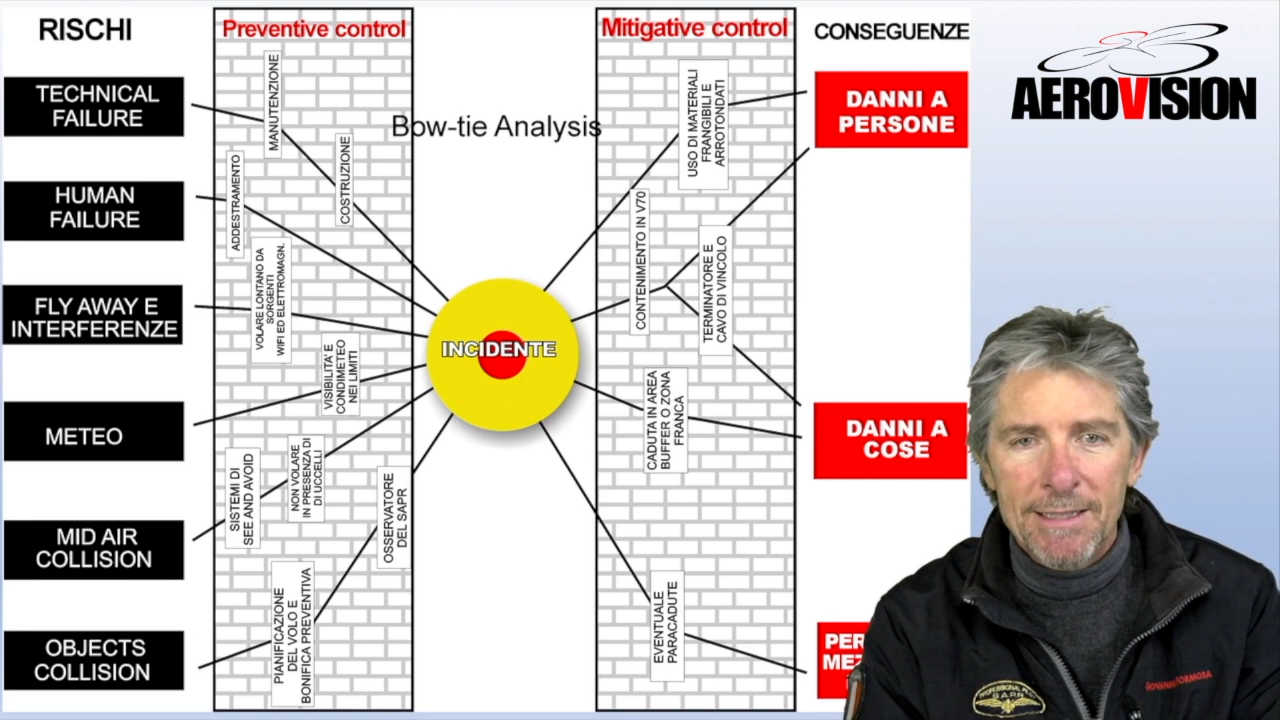 RISCHI
Preventive control
Mitigative control
CONSEGUENZE
AEROVISION
TECHNICAL
FAILURE
HUMAN
FAILURE
FLY AWAY E
INTERFERENZE
METEO
MID AIR
COLLISION
OBJECTS
COLLISION
MANUTENZIONE
COSTRUZIONE
ADDESTRAMENTO
VOLARE LONTANO DA
SORGENTI
WIFI ED ELETTROMAGN.
VISIBILITA' E
CONDIMETEO
NEI LIMITI
SISTEMI DI
SEE AND AVOID
NON VOLARE
IN PRESENZA DI
DI UCCELLI
OSSERVATORE
DEL SAPR
PIANIFICAZIONE
DEL VOLO E
BONIFICA PREVENTIVA
Bow-tie Analysis
INCIDENTE
USO DI MATERIALI
FRANGIBILI E
ARROTONDATI
CONTENIMENTO IN V70
TERMINATORE E
CAVO DI VINCOLO
CADUTA IN AREA
BUFFER O ZONA
FRANCA
EVENTUALE
PARACADUTE
DANNI A
PERSONE
DANNI A
COSE
PROFESSIONAL PILOT
S.A.P.R.